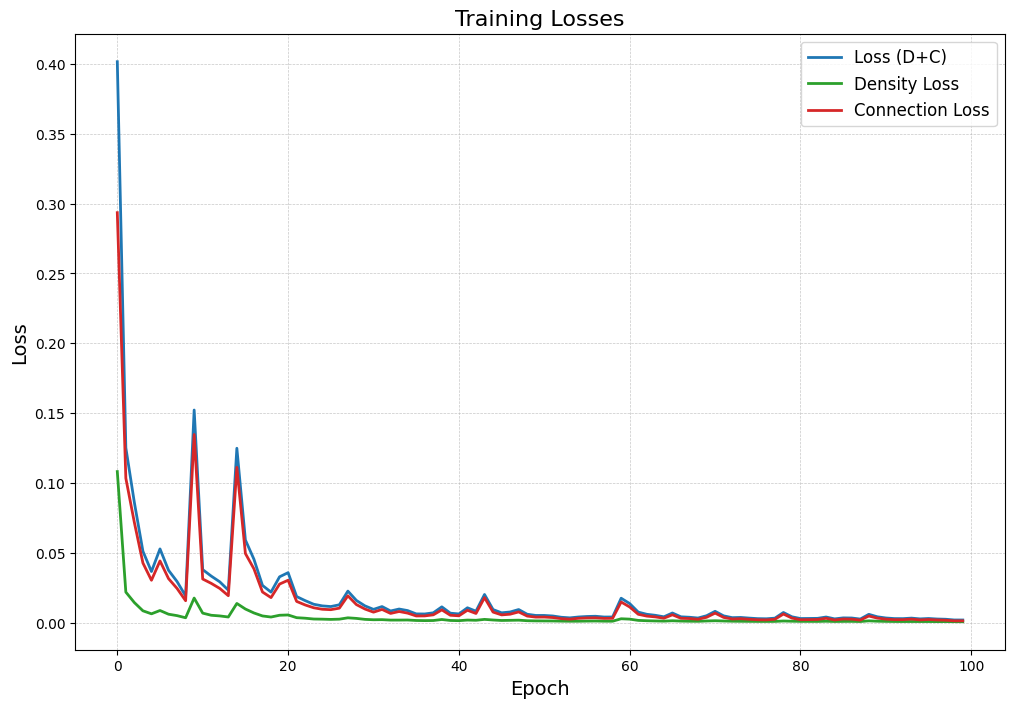 Training Losses
Loss (D+C)
Density Loss
Connection Loss
Loss
0.40
0.35
0.30
0.25
0.20
0.15
0.10
0.05
0.00
0 20 40 60 80 100
Epoch